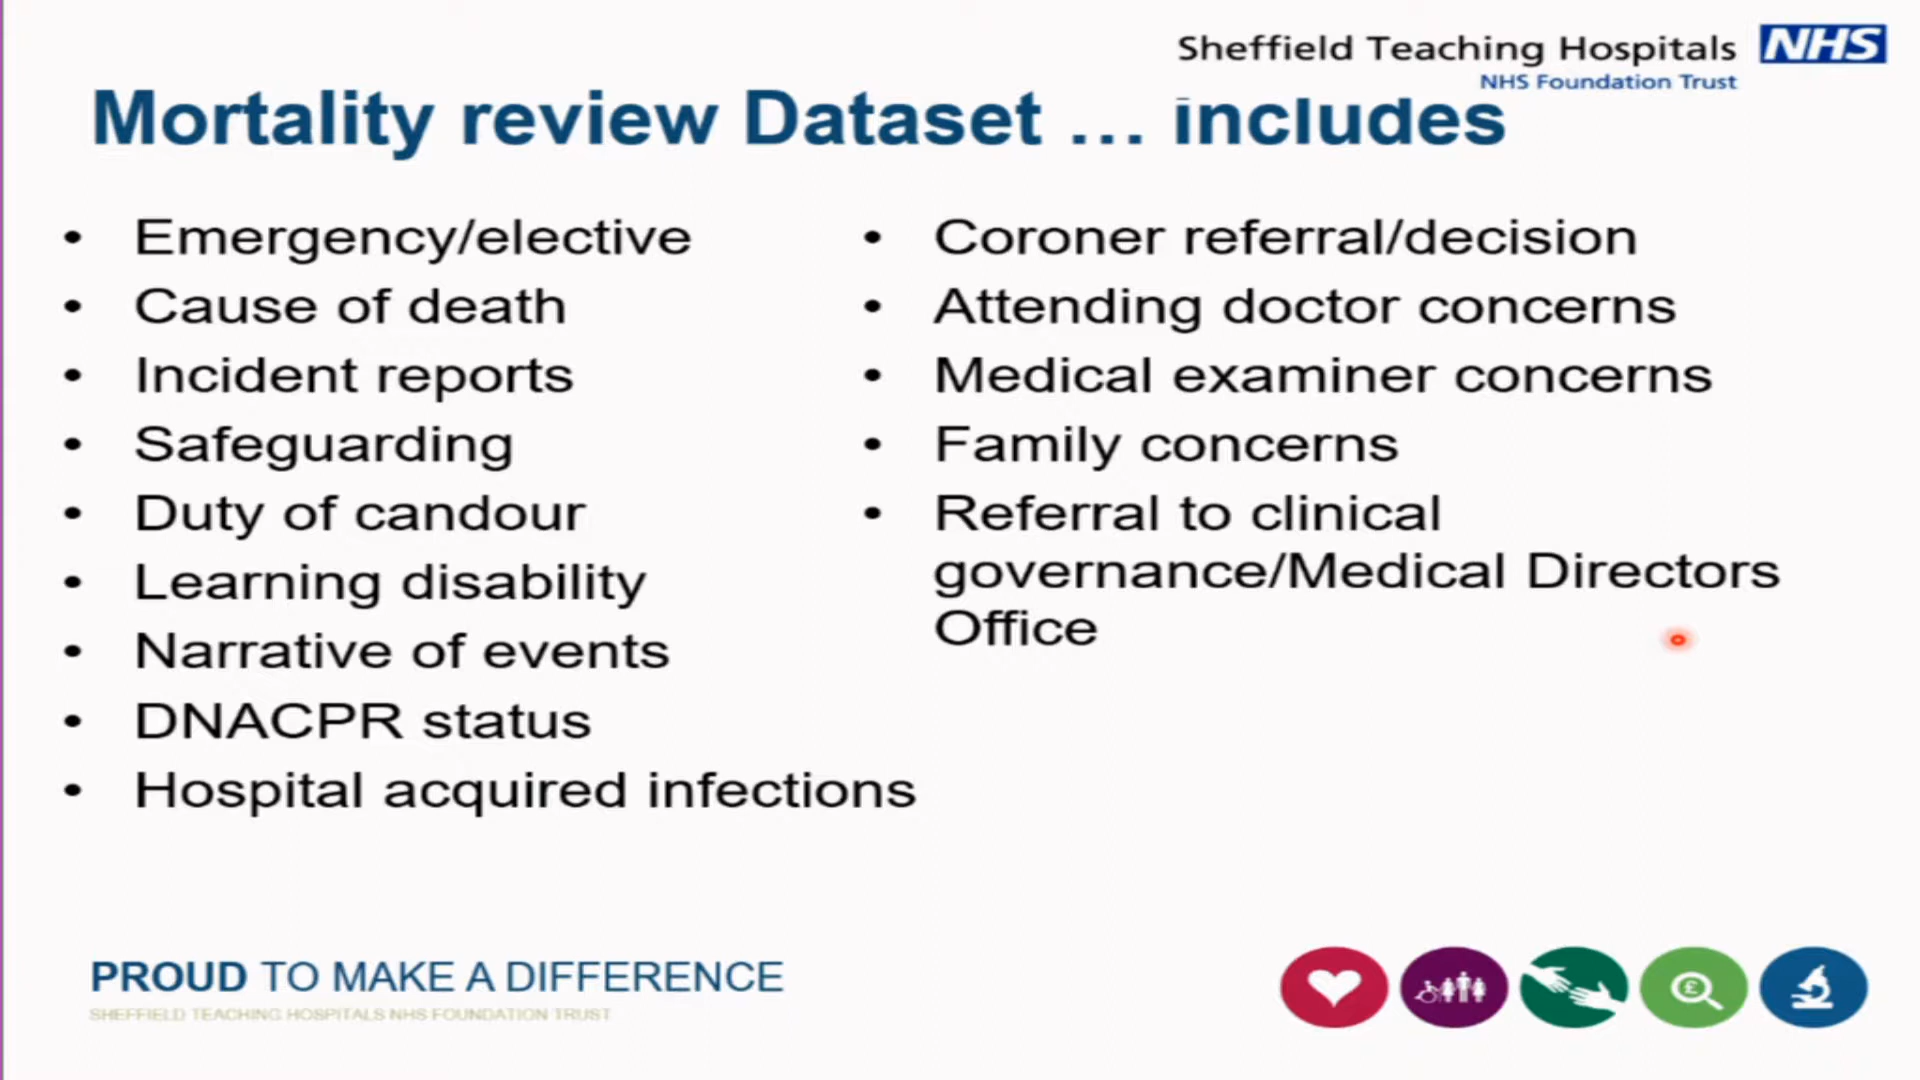 Sheffield Teaching Hospitals NHS
NHS Foundation Trust
Mortality review Dataset … includes
• Emergency/elective
• Cause of death
• Incident reports
• Safeguarding
• Duty of candour
• Learning disability
• Narrative of events
• DNACPR status
• Hospital acquired infections
• Coroner referral/decision
• Attending doctor concerns
• Medical examiner concerns
• Family concerns
• Referral to clinical
governance/Medical Directors
Office
PROUD TO MAKE A DIFFERENCE
SHEFFIELD TEACHING HOSPITALS NHS FOUNDATION TRUST
£